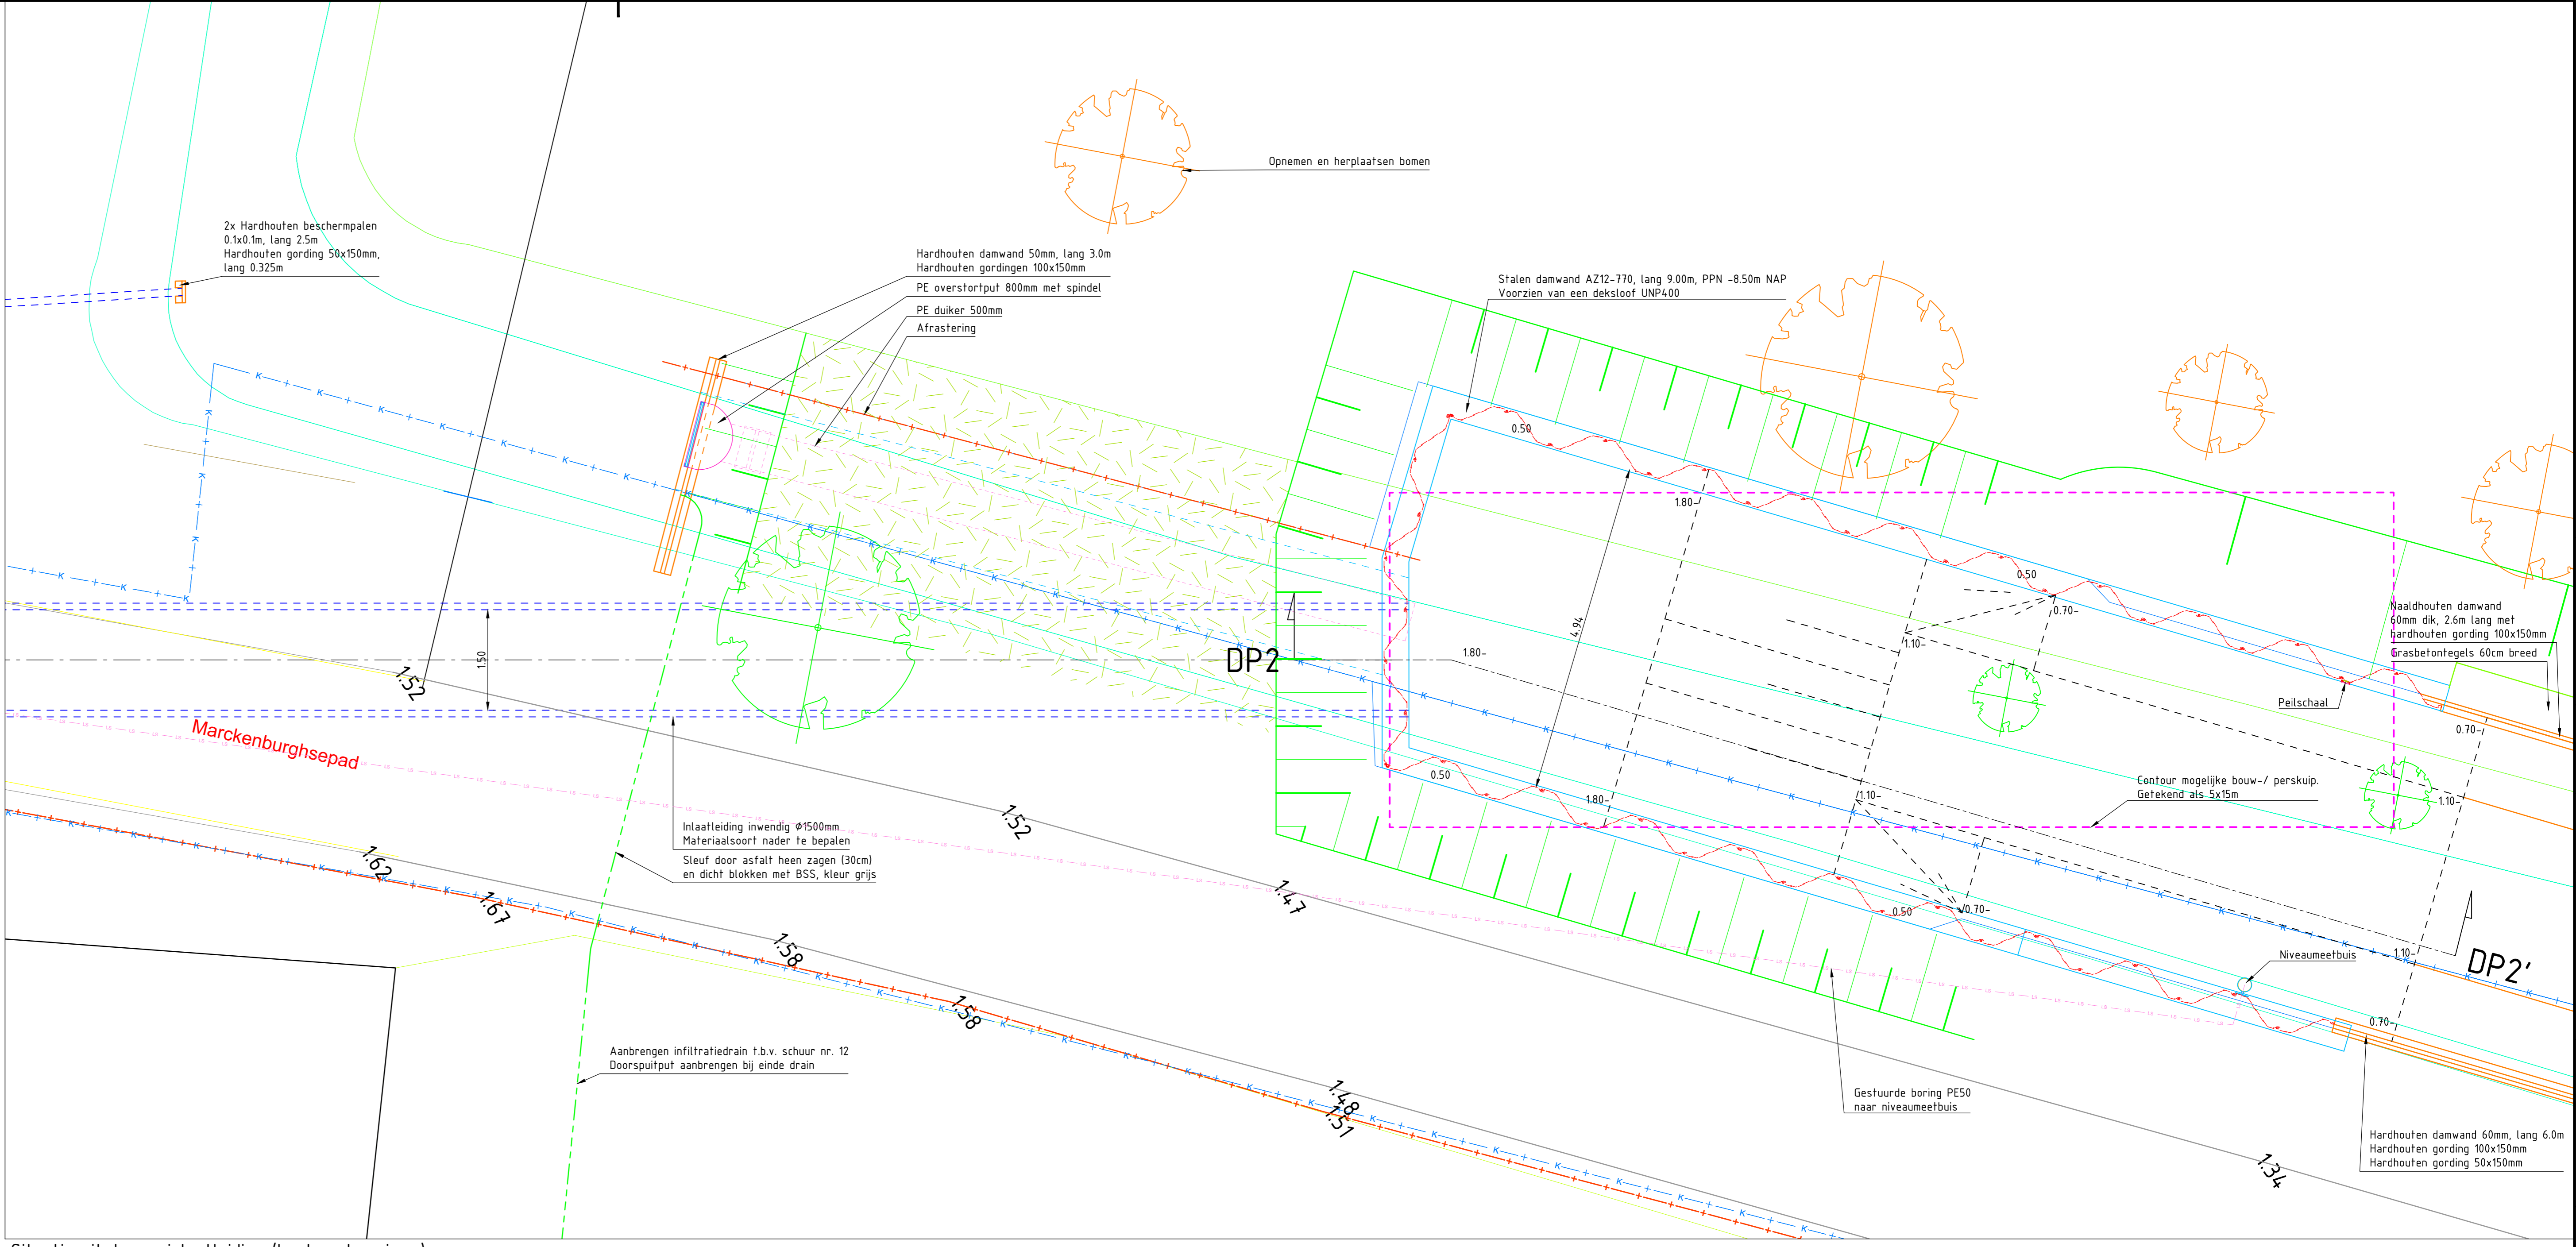 Opnemen en herplaatsen bomen
2x Hardhouten beschermpalen
0.1x0.1m, lang 2.5m
Hardhouten gording 50x150mm,
lang 0.325m
Hardhouten damwand 50mm, lang 3.0m
Hardhouten gordingen 100x150mm
PE overstortput 800mm met spindel
PE duiker 500mm
Afrastering
Stalen damwand AZ12-770, lang 9.00m, PPN -8.50m NAP
Voorzien van een deksloof UNP400
0.50
1.80-
4.94
0.50
0.70-
1.10-
Naaldhouten damwand
60mm dik, 2.6m lang met
hardhouten gording 100x150mm
Grasbetontegels 60cm breed
Peilschaal
0.70-
1.50
DP2
1.80-
1.52
Marckenburghsepad
0.50
1.80-
1.10-
Contour mogelijke bouw-/ perskuip.
Getekend als 5x15m
1.10-
Inlaatleiding inwendig Ø1500mm
Materiaalsoort nader te bepalen
Sleuf door asfalt heen zagen (30cm)
en dicht blokken met BSS, kleur grijs
1.52
1.62
1.67
1.47
0.50
0.70-
1.58
1.10-
DP2'
Niveaumeetbuis
1.58
0.70-
Aanbrengen infiltratiedrain t.b.v. schuur nr. 12
Doorspuitput aanbrengen bij einde drain
1.48
1.51
Gestuurde boring PE50
naar niveaumeetbuis
Hardhouten damwand 60mm, lang 6.0m
Hardhouten gording 100x150mm
Hardhouten gording 50x150mm
1.34